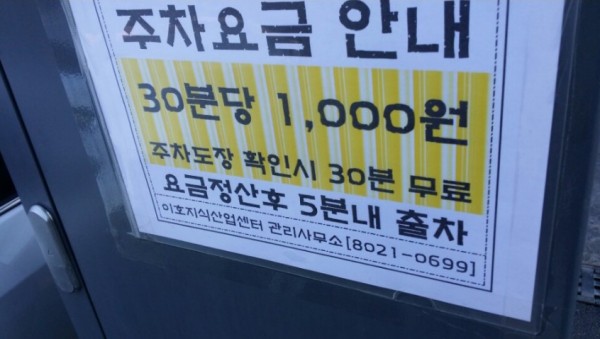 주차요금 안내
30분당 1,000원
주차도장 확인시 30분 무료
요금정산후 5분내 출차
이호지식산업센터 관리사무소[8021-0699]